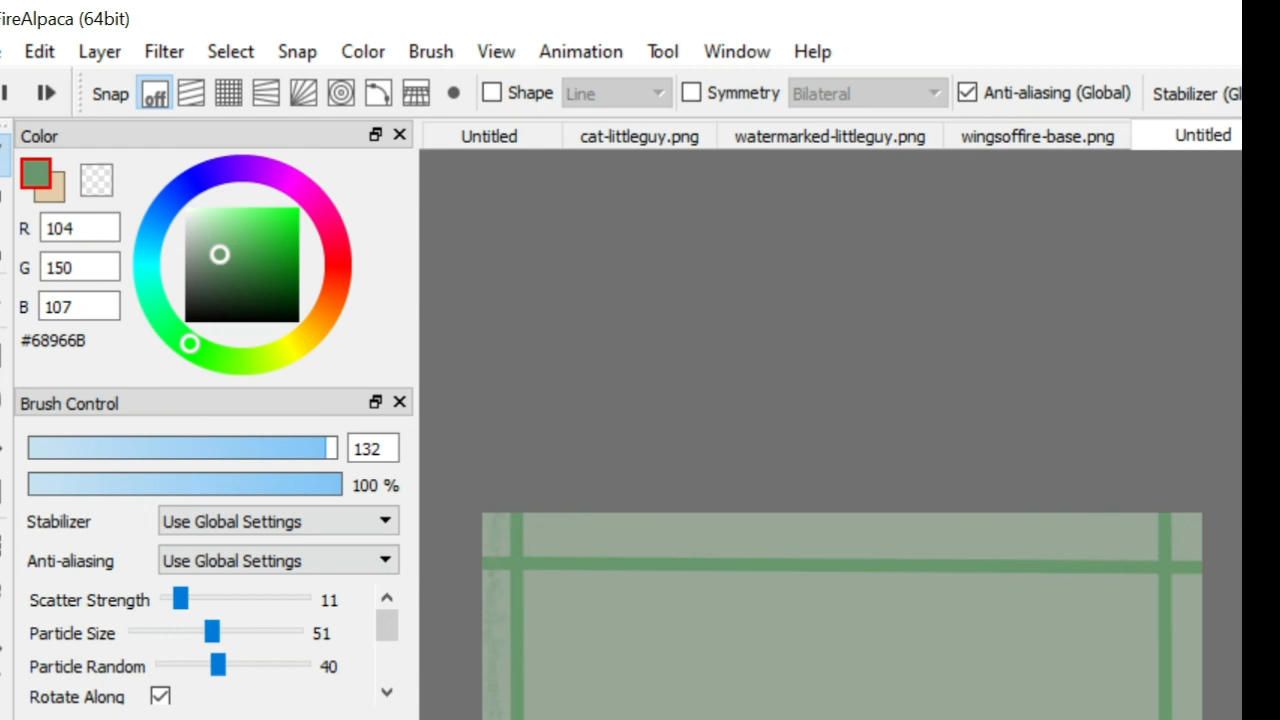 FireAlpaca (64bit)
Edit Layer Filter Select Snap Color Brush View Animation Tool Window Help
Snap off Shape Line Symmetry Bilateral Anti-aliasing (Global) Stabilizer (Gl
Color
Untitled cat-littleguy.png watermarked-littleguy.png wingsoffire-base.png Untitled
R 104
G 150
B 107
#68966B
Brush Control
132
100 %
Stabilizer Use Global Settings
Anti-aliasing Use Global Settings
Scatter Strength 11
Particle Size 51
Particle Random 40
Rotate Along